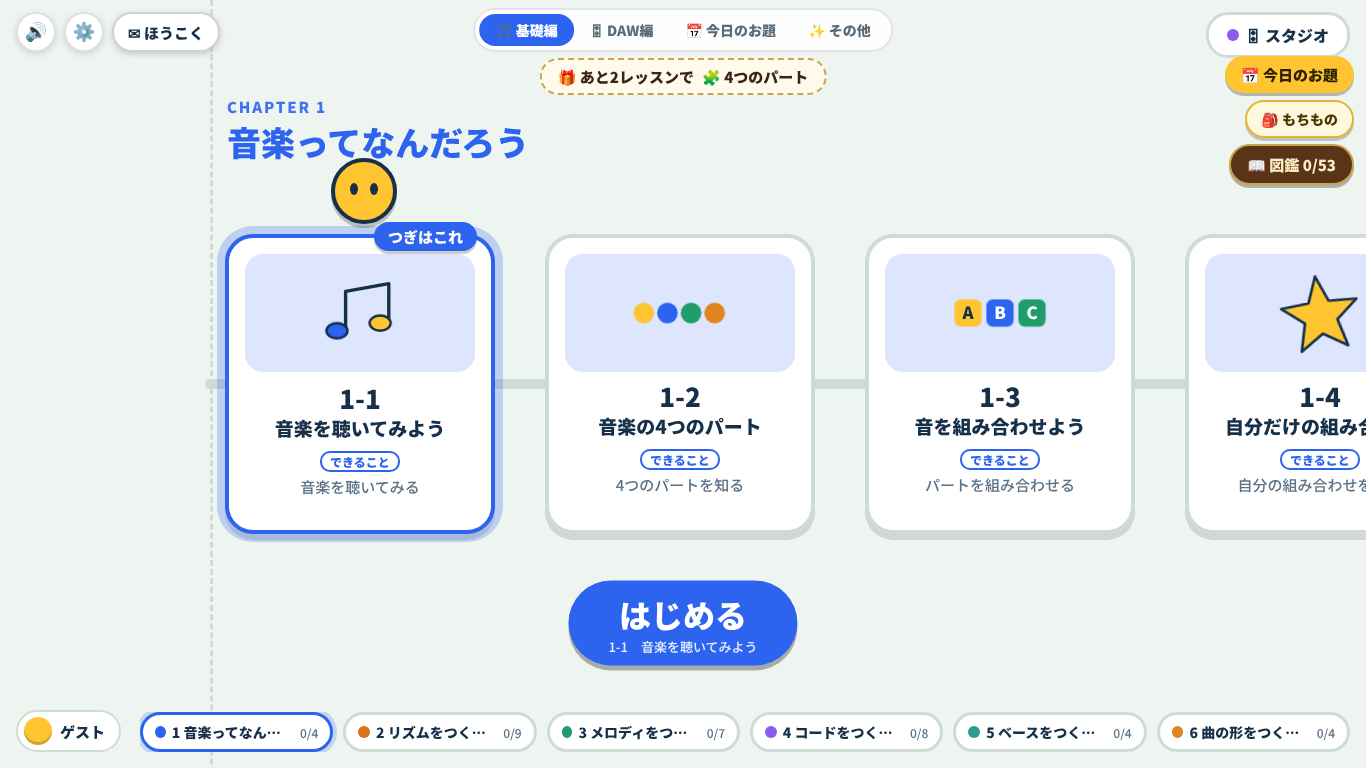 ほうこく
基礎編
DAW編
今日のお題
その他
スタジオ
あと2レッスンで 4つのパート
今日のお題
もちもの
図鑑 0/53
CHAPTER 1
音楽ってなんだろう
つぎはこれ
1-1
音楽を聴いてみよう
できること
音楽を聴いてみる
1-2
音楽の4つのパート
できること
4つのパートを知る
A B C
1-3
音を組み合わせよう
できること
パートを組み合わせる
1-4
自分だけの組み
できること
自分の組み合わせ
はじめる
1-1 音楽を聴いてみよう
ゲスト
1 音楽ってなん… 0/4
2 リズムをつく… 0/9
3 メロディをつ… 0/7
4 コードをつく… 0/8
5 ベースをつく… 0/4
6 曲の形をつく… 0/4